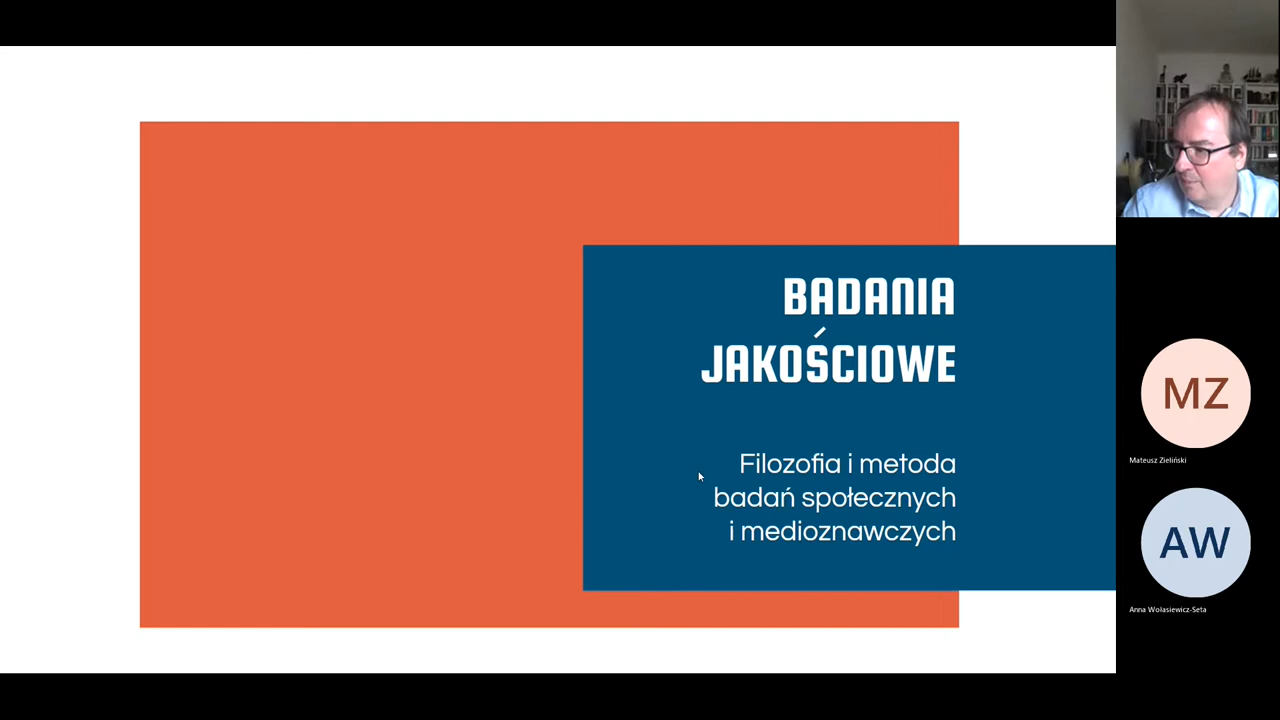 BADANIA
JAKOŚCIOWE
Filozofia i metoda
badań społecznych
i medioznawczych
MZ
Mateusz Zieliński
AW
Anna Wołasiewicz-Seta